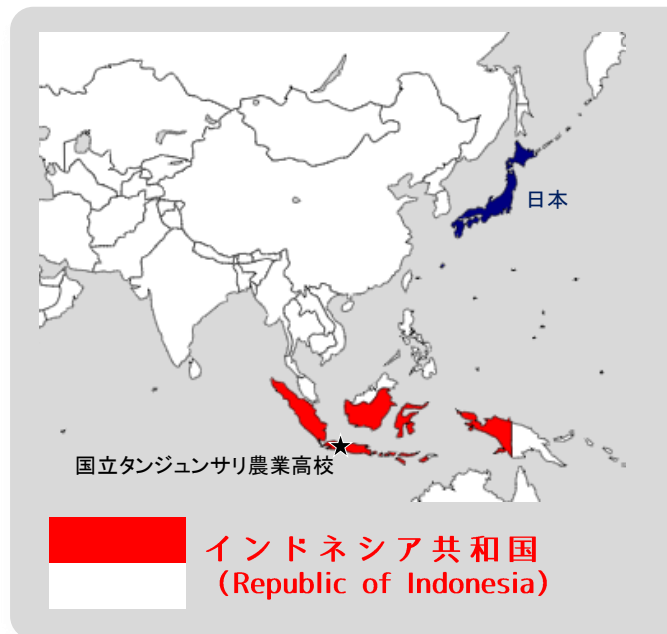 日本
国立タンジュンサリ農業高校
インドネシア共和国
(Republic of Indonesia)